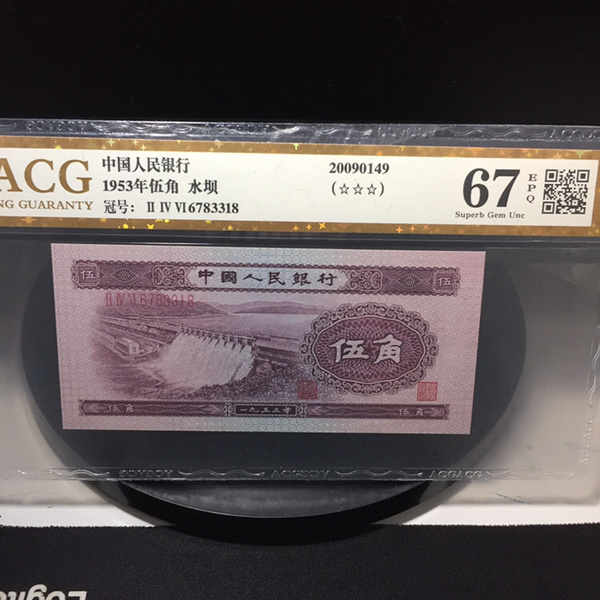 ACG
NG GUARANTY
中国人民银行
1953年伍角 水坝
冠号: II IV VI 6783318
20090149
(☆☆☆)
67
EPQ
Superb Gem Unc
伍
中國人民銀行
伍
II IV VI 6783318
伍角
伍角
一九五三年
伍角
ACGACG